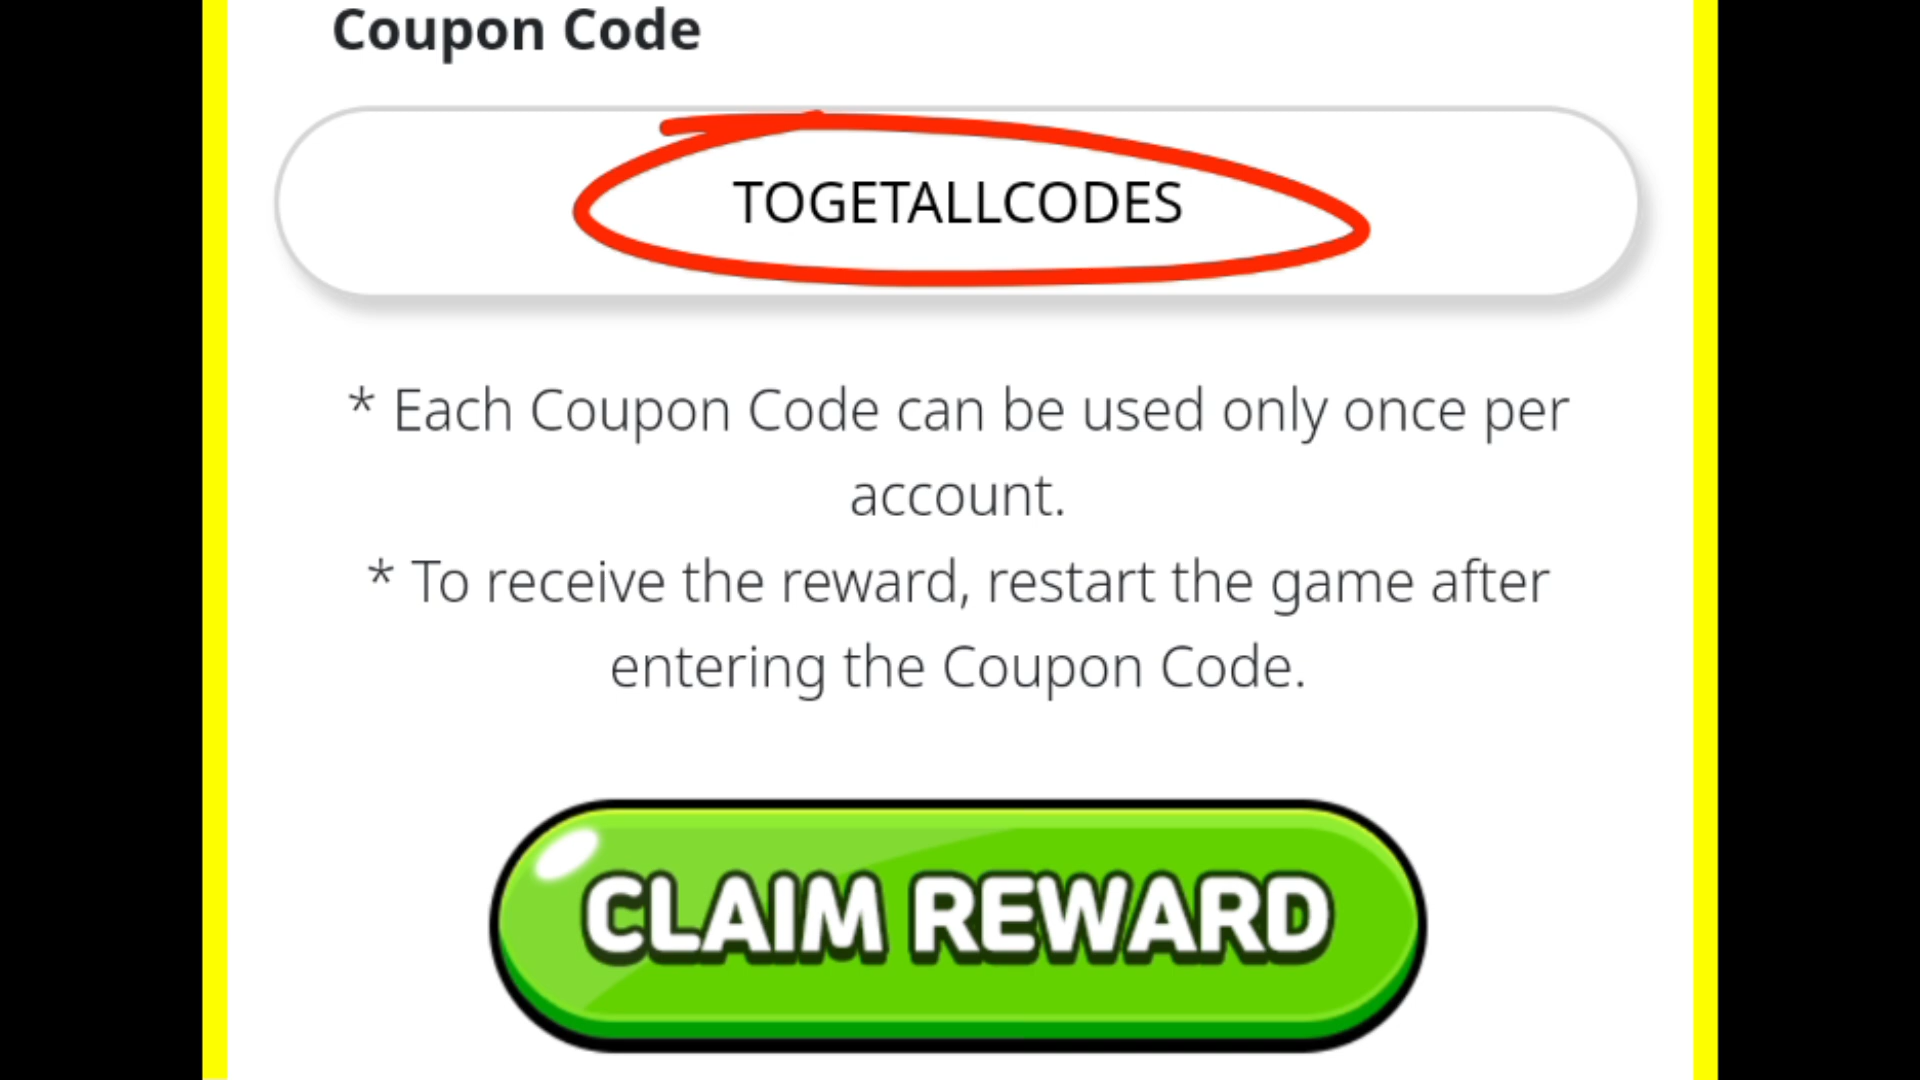 Coupon Code
TOGETALLCODES
* Each Coupon Code can be used only once per
account.
* To receive the reward, restart the game after
entering the Coupon Code.
CLAIM REWARD